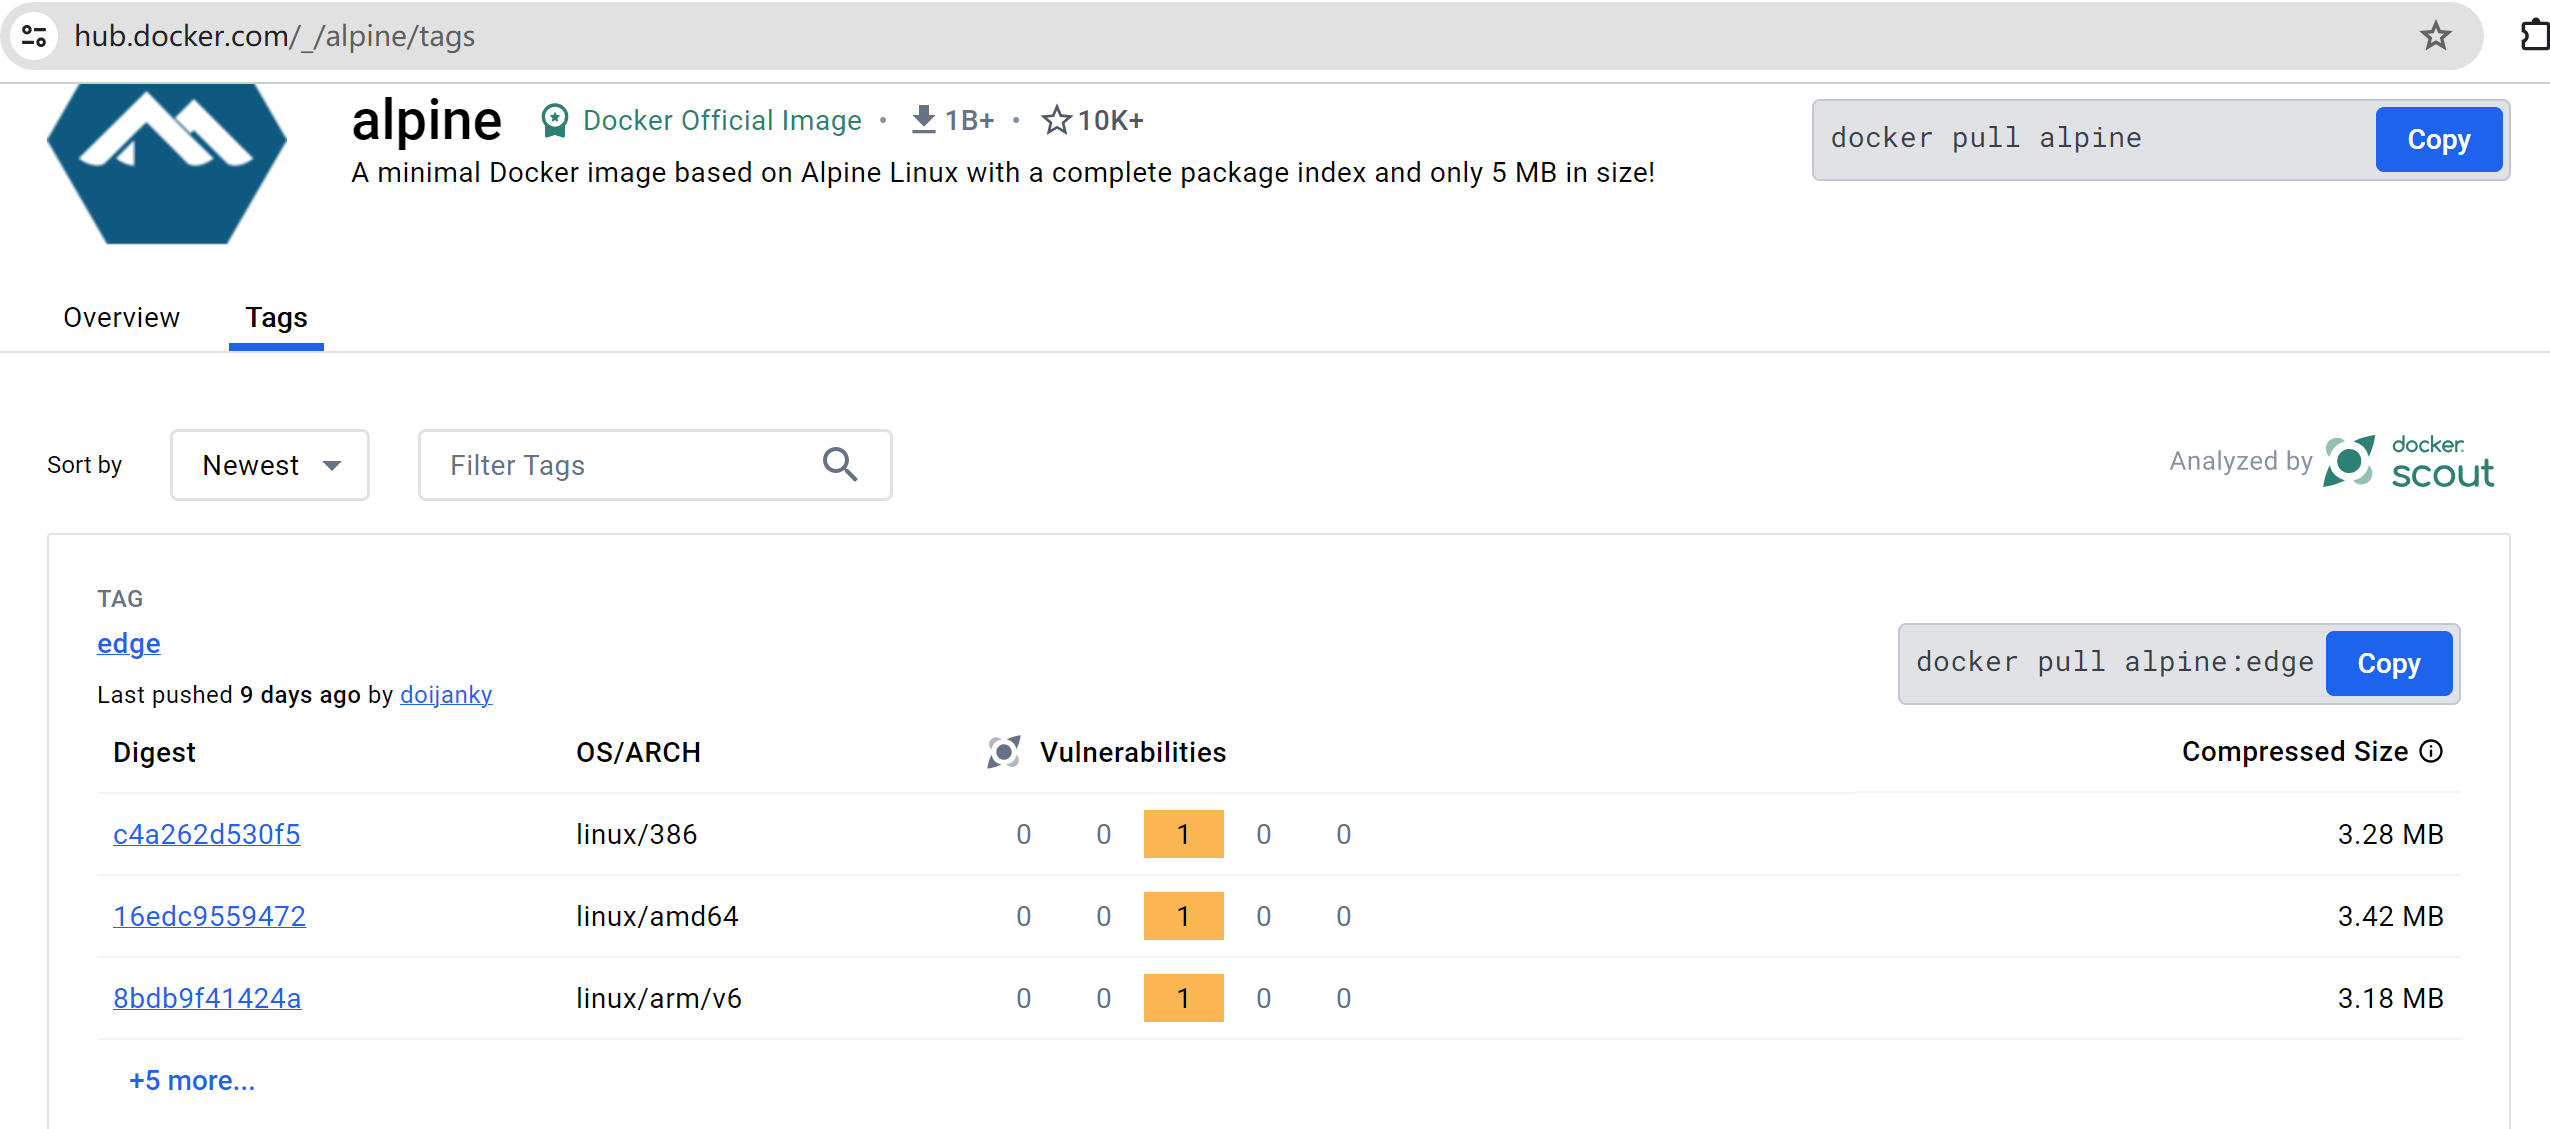 hub.docker.com/_/alpine/tags
alpine Docker Official Image • 1B+ • 10K+
A minimal Docker image based on Alpine Linux with a complete package index and only 5 MB in size!
docker pull alpine Copy
Overview Tags
Sort by Newest Filter Tags
Analyzed by docker scout
TAG
edge
Last pushed 9 days ago by doijanky
docker pull alpine:edge Copy
Digest OS/ARCH Vulnerabilities Compressed Size
c4a262d530f5 linux/386 0 0 1 0 0 3.28 MB
16edc9559472 linux/amd64 0 0 1 0 0 3.42 MB
8bdb9f41424a linux/arm/v6 0 0 1 0 0 3.18 MB
+5 more...